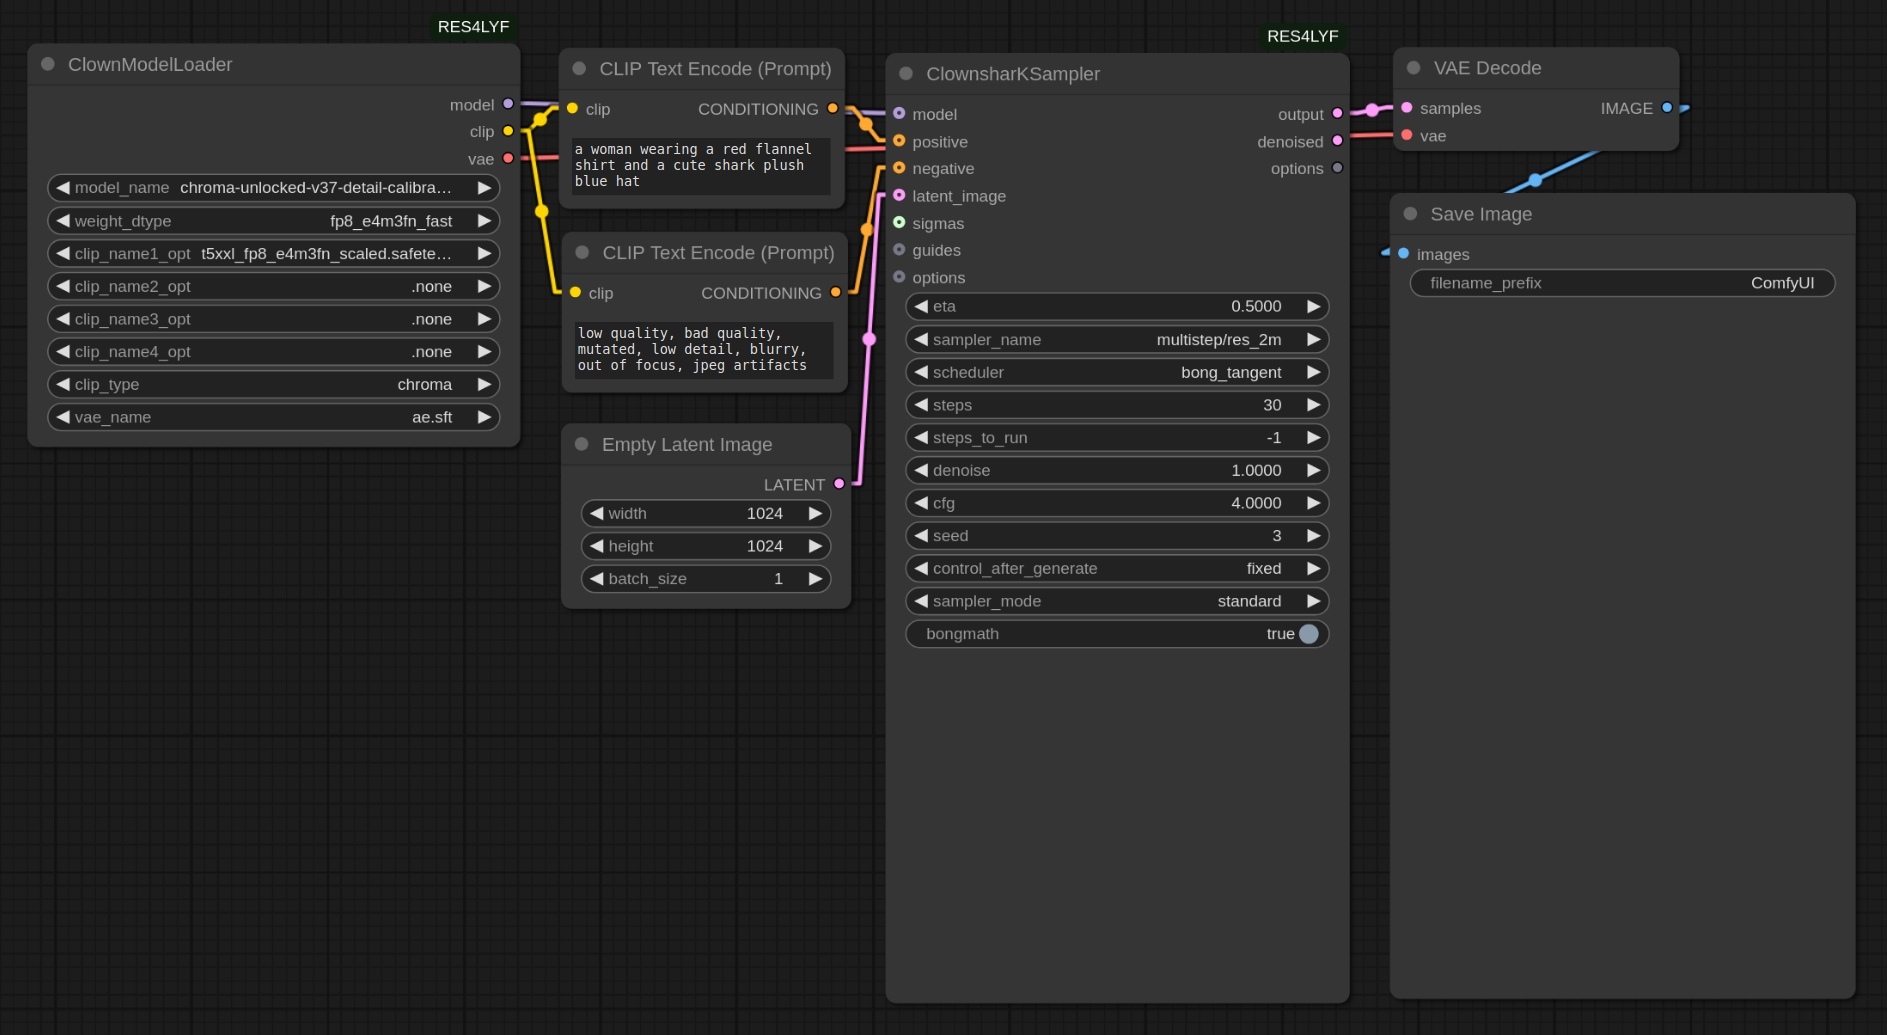 RES4LYF
ClownModelLoader
model
clip
vae
model_name chroma-unlocked-v37-detail-calibra…
weight_dtype fp8_e4m3fn_fast
clip_name1_opt t5xxl_fp8_e4m3fn_scaled.safete…
clip_name2_opt .none
clip_name3_opt .none
clip_name4_opt .none
clip_type chroma
vae_name ae.sft
CLIP Text Encode (Prompt)
clip CONDITIONING
a woman wearing a red flannel
shirt and a cute shark plush
blue hat
CLIP Text Encode (Prompt)
clip CONDITIONING
low quality, bad quality,
mutated, low detail, blurry,
out of focus, jpeg artifacts
Empty Latent Image
LATENT
width 1024
height 1024
batch_size 1
RES4LYF
ClownsharKSampler
model output
positive denoised
negative options
latent_image
sigmas
guides
options
eta 0.5000
sampler_name multistep/res_2m
scheduler bong_tangent
steps 30
steps_to_run -1
denoise 1.0000
cfg 4.0000
seed 3
control_after_generate fixed
sampler_mode standard
bongmath true
VAE Decode
samples IMAGE
vae
Save Image
images
filename_prefix ComfyUI